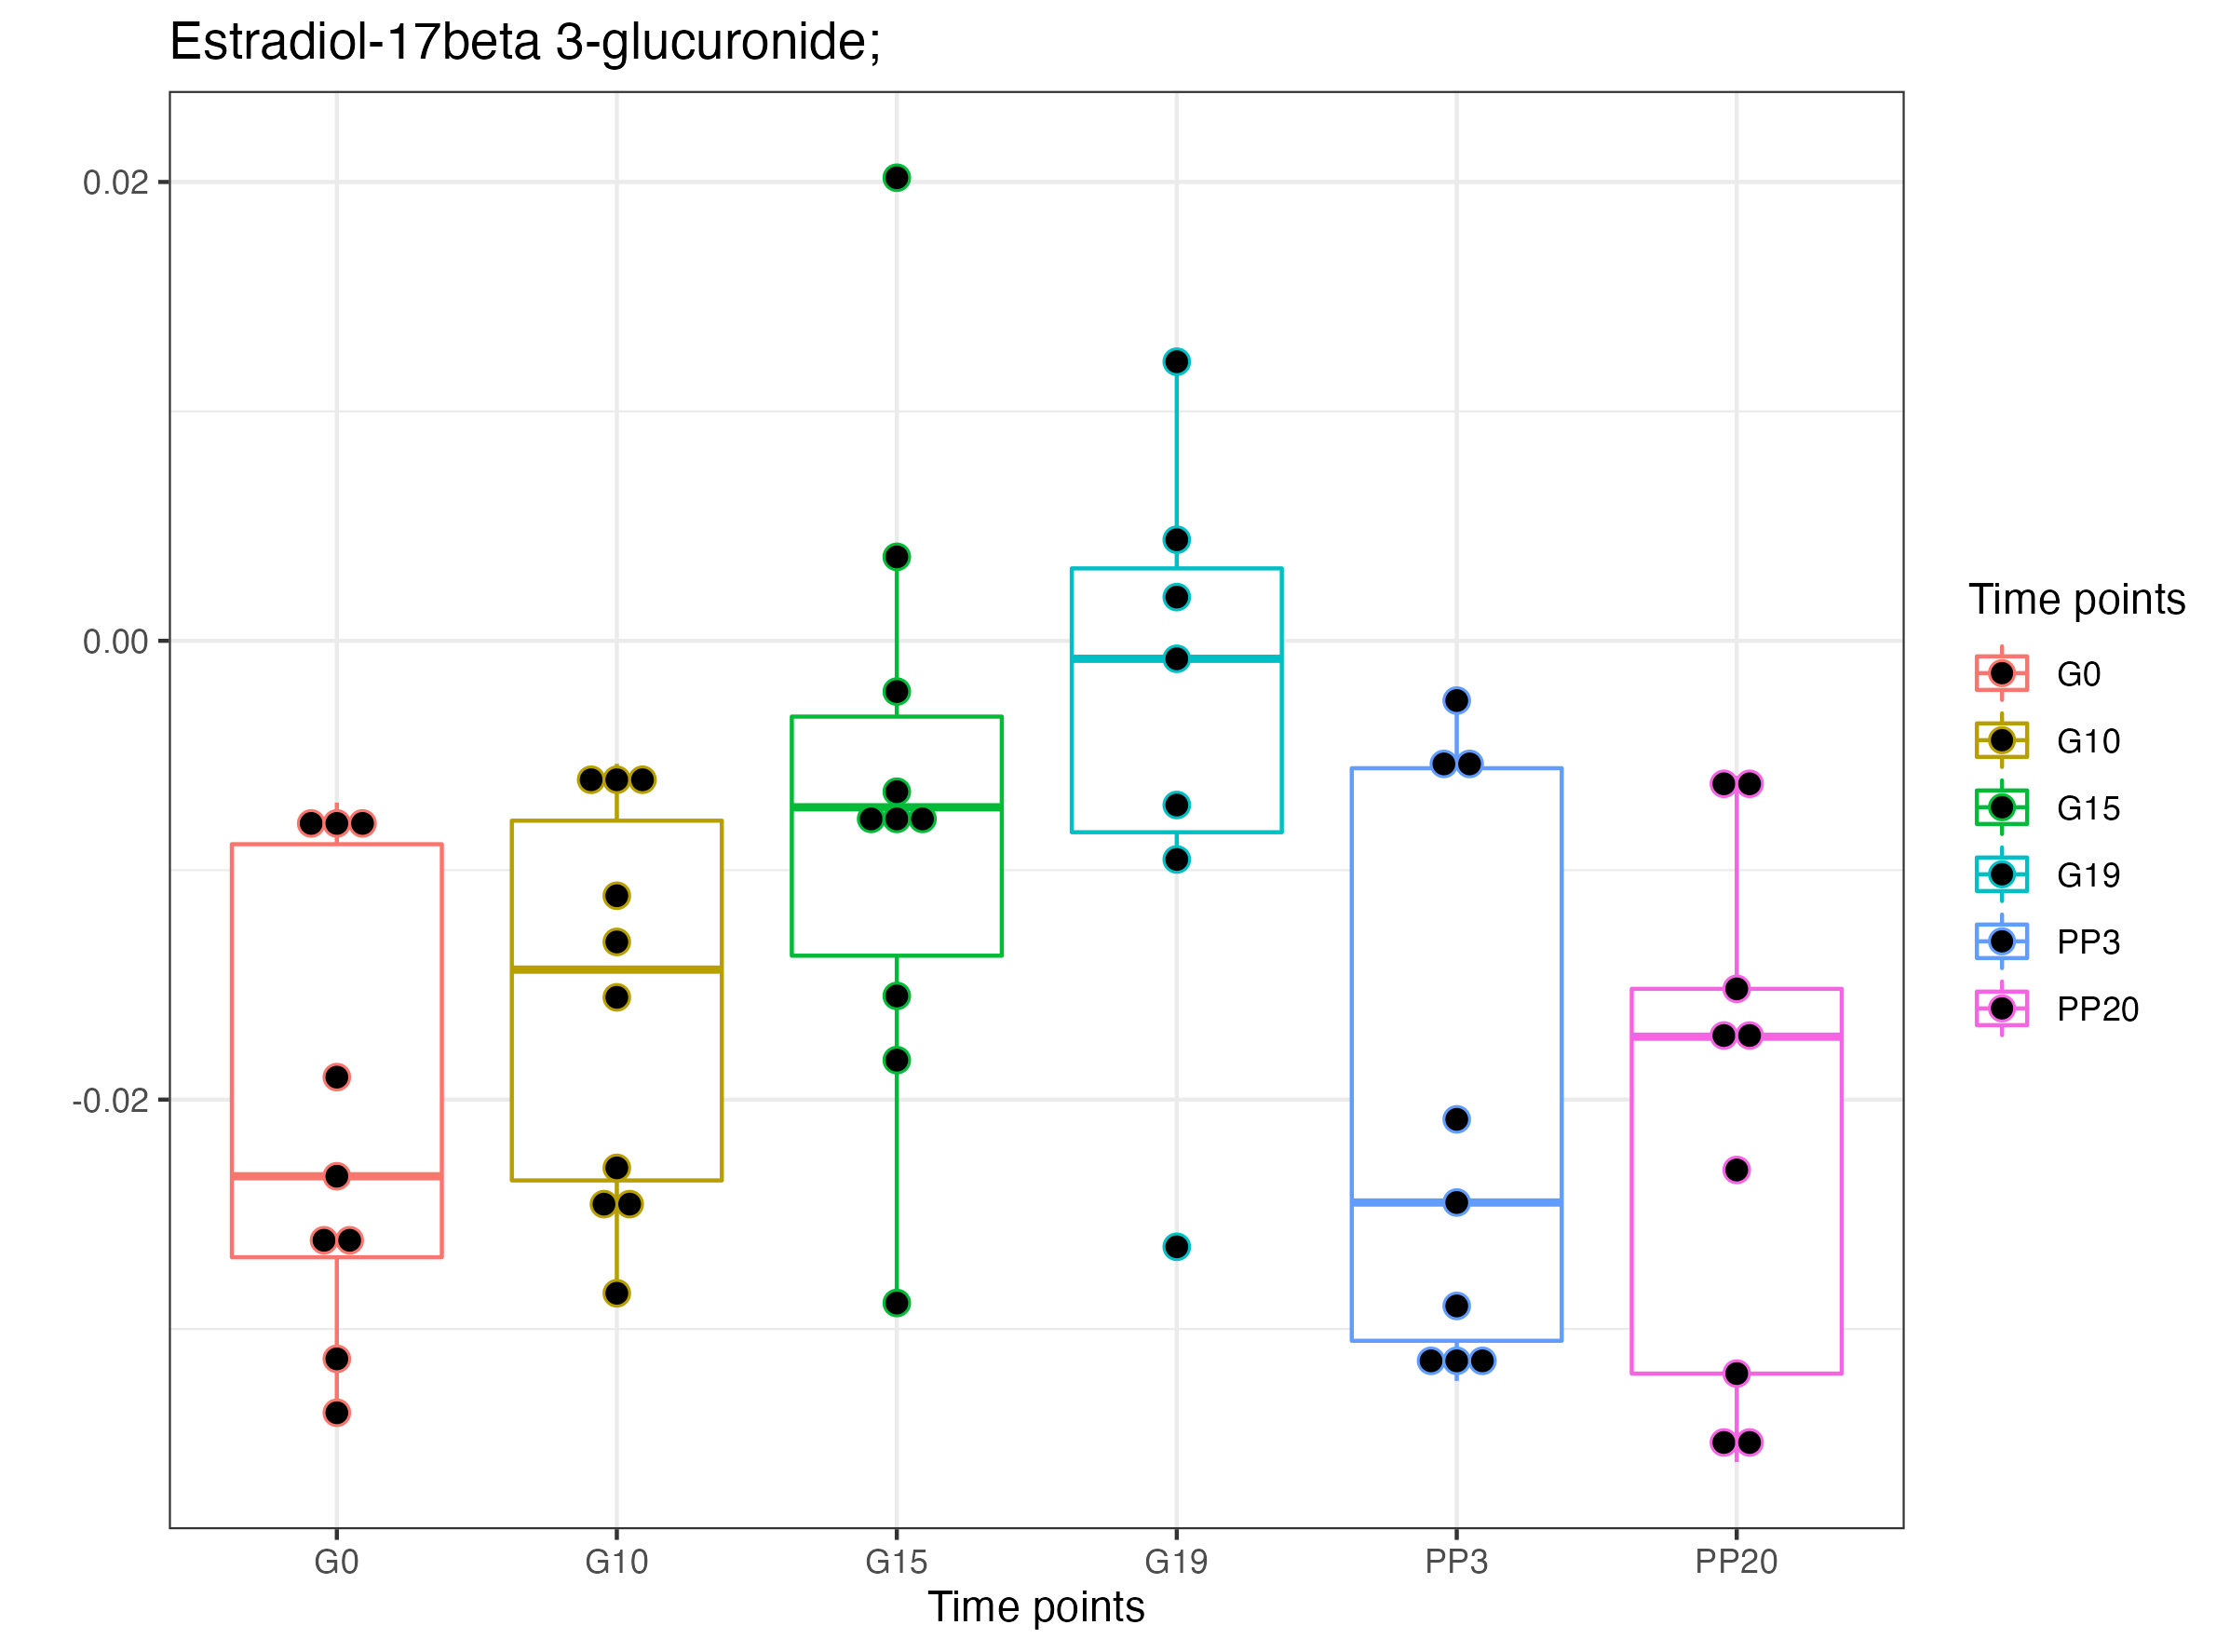 Estradiol-17beta 3-glucuronide;
0.02
0.00
-0.02
G0
G10
G15
G19
PP3
PP20
Time points
Time points
G0
G10
G15
G19
PP3
PP20